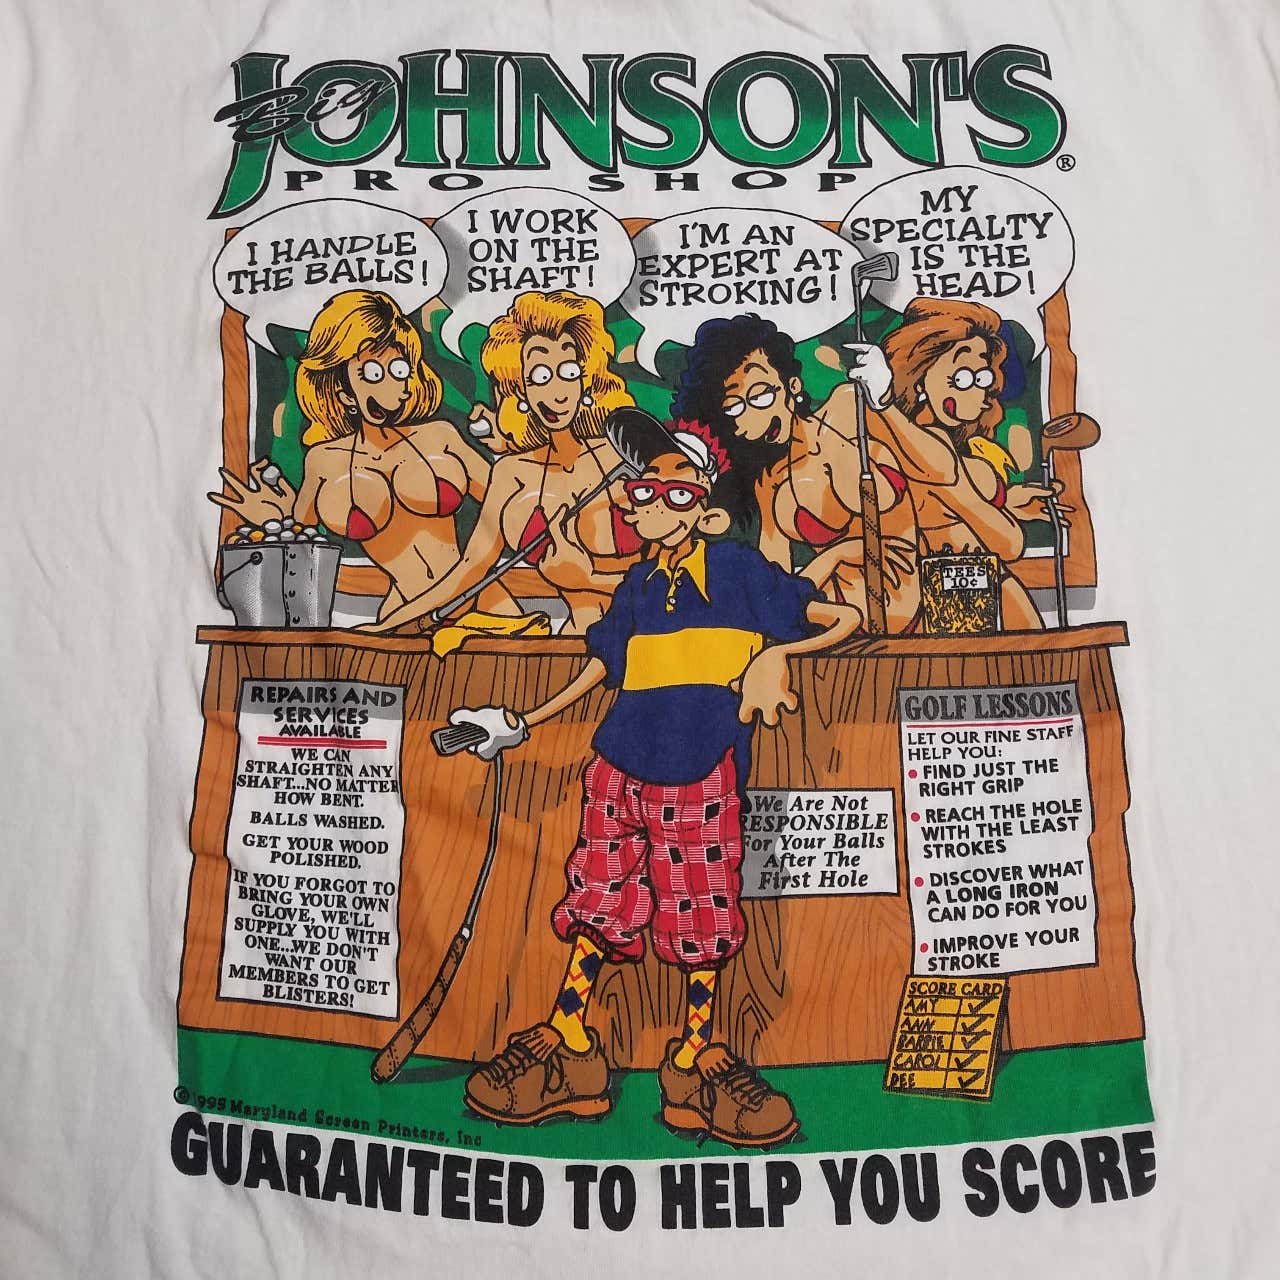 Big
JOHNSON'S®
PRO SHOP
I HANDLE
THE BALLS!
I WORK
ON THE
SHAFT!
I'M AN
EXPERT AT
STROKING!
MY
SPECIALTY
IS THE
HEAD!
TEES
10¢
REPAIRS AND
SERVICES
AVAILABLE
WE CAN
STRAIGHTEN ANY
SHAFT...NO MATTER
HOW BENT.
BALLS WASHED.
GET YOUR WOOD
POLISHED.
IF YOU FORGOT TO
BRING YOUR OWN
GLOVE, WE'LL
SUPPLY YOU WITH
ONE...WE DON'T
WANT OUR
MEMBERS TO GET
BLISTERS!
We Are Not
RESPONSIBLE
For Your Balls
After The
First Hole
GOLF LESSONS
LET OUR FINE STAFF
HELP YOU:
• FIND JUST THE
RIGHT GRIP
• REACH THE HOLE
WITH THE LEAST
STROKES
• DISCOVER WHAT
A LONG IRON
CAN DO FOR YOU
• IMPROVE YOUR
STROKE
SCORE CARD
AMY ✓
ANN ✓
BARBIE ✓
CAROL ✓
DEE ✓
© 1995 Maryland Screen Printers, Inc
GUARANTEED TO HELP YOU SCORE